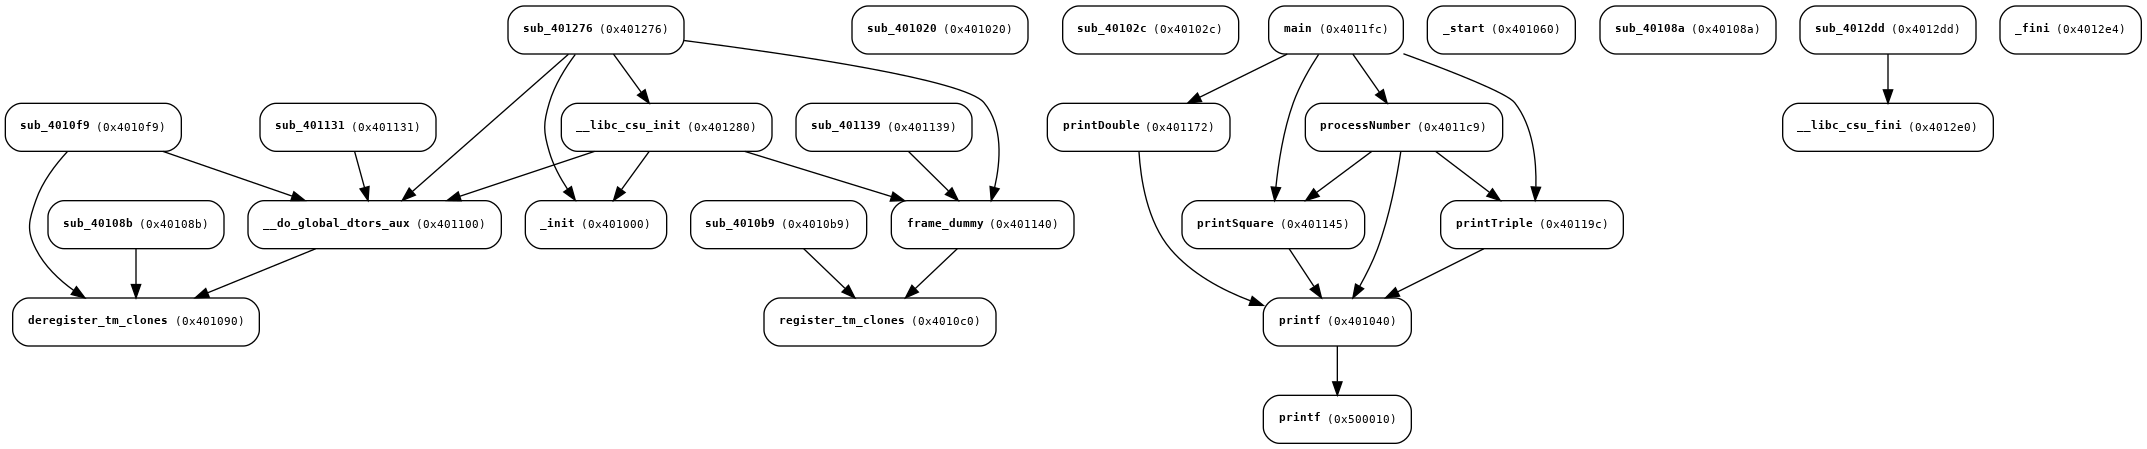 sub_401276 (0x401276)
sub_401020 (0x401020)
sub_40102c (0x40102c)
main (0x4011fc)
_start (0x401060)
sub_40108a (0x40108a)
sub_4012dd (0x4012dd)
_fini (0x4012e4)
sub_4010f9 (0x4010f9)
sub_401131 (0x401131)
__libc_csu_init (0x401280)
sub_401139 (0x401139)
printDouble (0x401172)
processNumber (0x4011c9)
__libc_csu_fini (0x4012e0)
sub_40108b (0x40108b)
__do_global_dtors_aux (0x401100)
_init (0x401000)
sub_4010b9 (0x4010b9)
frame_dummy (0x401140)
printSquare (0x401145)
printTriple (0x40119c)
deregister_tm_clones (0x401090)
register_tm_clones (0x4010c0)
printf (0x401040)
printf (0x500010)